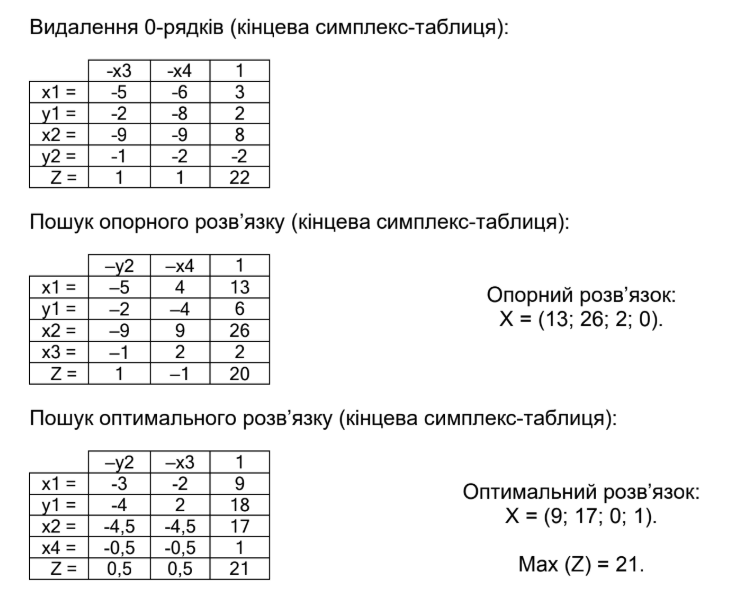 Видалення 0-рядків (кінцева симплекс-таблиця):
-x3 -x4 1
x1 = -5 -6 3
y1 = -2 -8 2
x2 = -9 -9 8
y2 = -1 -2 -2
Z = 1 1 22
Пошук опорного розв’язку (кінцева симплекс-таблиця):
–y2 –x4 1
x1 = –5 4 13
y1 = –2 –4 6
x2 = –9 9 26
x3 = –1 2 2
Z = 1 –1 20
Опорний розв’язок:
X = (13; 26; 2; 0).
Пошук оптимального розв’язку (кінцева симплекс-таблиця):
–y2 –x3 1
x1 = -3 -2 9
y1 = -4 2 18
x2 = -4,5 -4,5 17
x4 = -0,5 -0,5 1
Z = 0,5 0,5 21
Оптимальний розв’язок:
X = (9; 17; 0; 1).
Max (Z) = 21.